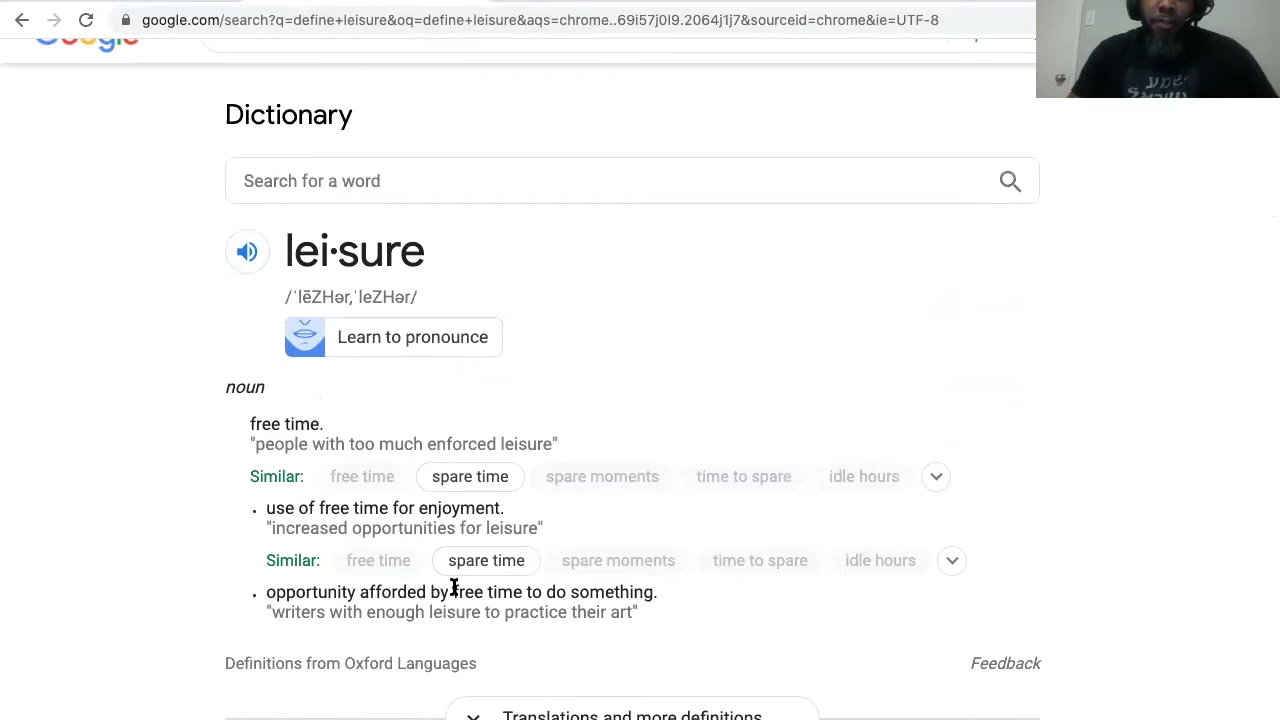 google.com/search?q=define+leisure&oq=define+leisure&aqs=chrome..69i57j0l9.2064j1j7&sourceid=chrome&ie=UTF-8
Google
Dictionary
Search for a word
lei·sure
/ˈlēZHər,ˈleZHər/
Learn to pronounce
noun
free time.
"people with too much enforced leisure"
Similar: free time spare time spare moments time to spare idle hours
• use of free time for enjoyment.
"increased opportunities for leisure"
Similar: free time spare time spare moments time to spare idle hours
• opportunity afforded by free time to do something.
"writers with enough leisure to practice their art"
Definitions from Oxford Languages Feedback
Translations and more definitions